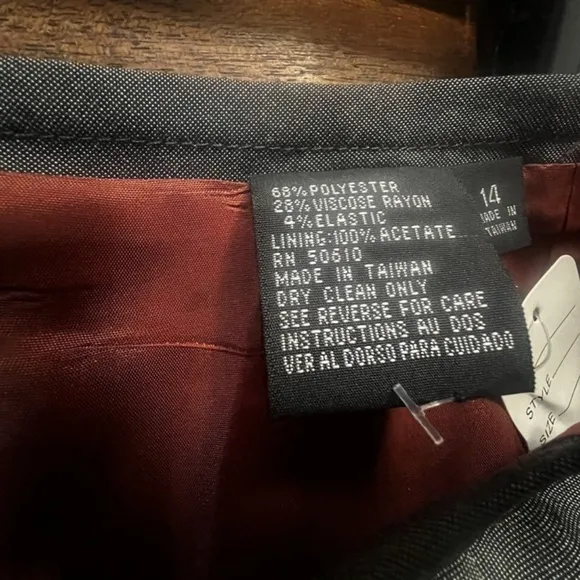 68% POLYESTER
28% VISCOSE RAYON
4% ELASTIC
LINING:100% ACETATE
RN 50610
MADE IN TAIWAN
DRY CLEAN ONLY
SEE REVERSE FOR CARE
INSTRUCTIONS AU DOS
VER AL DORSO PARA CUIDADO
14
MADE IN
TAIWAN
STYLE
SIZE